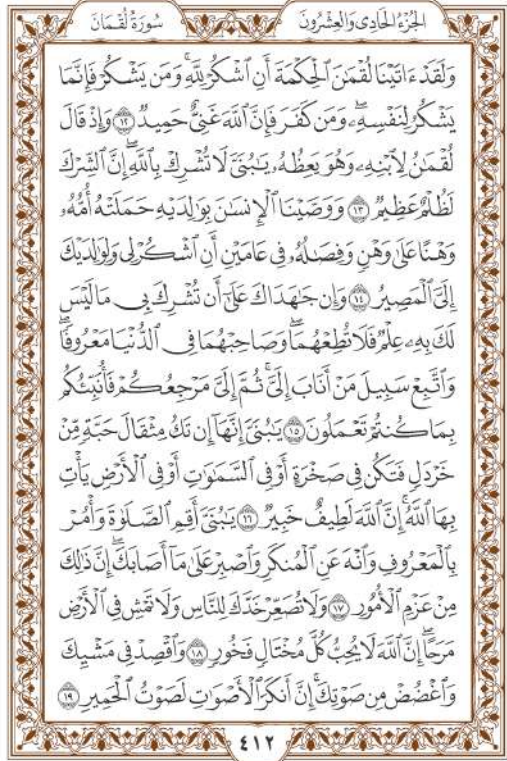 سُورَةُ لُقْمَانَ
الجُزْءُ الحَادِى وَالعِشْرُونَ
وَلَقَدْ ءَاتَيْنَا لُقْمَٰنَ ٱلْحِكْمَةَ أَنِ ٱشْكُرْ لِلَّهِ ۚ وَمَن يَشْكُرْ فَإِنَّمَا
يَشْكُرُ لِنَفْسِهِۦ ۖ وَمَن كَفَرَ فَإِنَّ ٱللَّهَ غَنِىٌّ حَمِيدٌ ١٢ وَإِذْ قَالَ
لُقْمَٰنُ لِٱبْنِهِۦ وَهُوَ يَعِظُهُۥ يَٰبُنَىَّ لَا تُشْرِكْ بِٱللَّهِ ۖ إِنَّ ٱلشِّرْكَ
لَظُلْمٌ عَظِيمٌ ١٣ وَوَصَّيْنَا ٱلْإِنسَٰنَ بِوَٰلِدَيْهِ حَمَلَتْهُ أُمُّهُۥ
وَهْنًا عَلَىٰ وَهْنٍ وَفِصَٰلُهُۥ فِى عَامَيْنِ أَنِ ٱشْكُرْ لِى وَلِوَٰلِدَيْكَ
إِلَىَّ ٱلْمَصِيرُ ١٤ وَإِن جَٰهَدَاكَ عَلَىٰٓ أَن تُشْرِكَ بِى مَا لَيْسَ
لَكَ بِهِۦ عِلْمٌ فَلَا تُطِعْهُمَا ۖ وَصَاحِبْهُمَا فِى ٱلدُّنْيَا مَعْرُوفًا ۖ
وَٱتَّبِعْ سَبِيلَ مَنْ أَنَابَ إِلَىَّ ۚ ثُمَّ إِلَىَّ مَرْجِعُكُمْ فَأُنَبِّئُكُم
بِمَا كُنتُمْ تَعْمَلُونَ ١٥ يَٰبُنَىَّ إِنَّهَآ إِن تَكُ مِثْقَالَ حَبَّةٍ مِّنْ
خَرْدَلٍ فَتَكُن فِى صَخْرَةٍ أَوْ فِى ٱلسَّمَٰوَٰتِ أَوْ فِى ٱلْأَرْضِ يَأْتِ
بِهَا ٱللَّهُ ۚ إِنَّ ٱللَّهَ لَطِيفٌ خَبِيرٌ ١٦ يَٰبُنَىَّ أَقِمِ ٱلصَّلَوٰةَ وَأْمُرْ
بِٱلْمَعْرُوفِ وَٱنْهَ عَنِ ٱلْمُنكَرِ وَٱصْبِرْ عَلَىٰ مَآ أَصَابَكَ ۖ إِنَّ ذَٰلِكَ
مِنْ عَزْمِ ٱلْأُمُورِ ١٧ وَلَا تُصَعِّرْ خَدَّكَ لِلنَّاسِ وَلَا تَمْشِ فِى ٱلْأَرْضِ
مَرَحًا ۖ إِنَّ ٱللَّهَ لَا يُحِبُّ كُلَّ مُخْتَالٍ فَخُورٍ ١٨ وَٱقْصِدْ فِى مَشْيِكَ
وَٱغْضُضْ مِن صَوْتِكَ ۚ إِنَّ أَنكَرَ ٱلْأَصْوَٰتِ لَصَوْتُ ٱلْحَمِيرِ ١٩
٤١٢